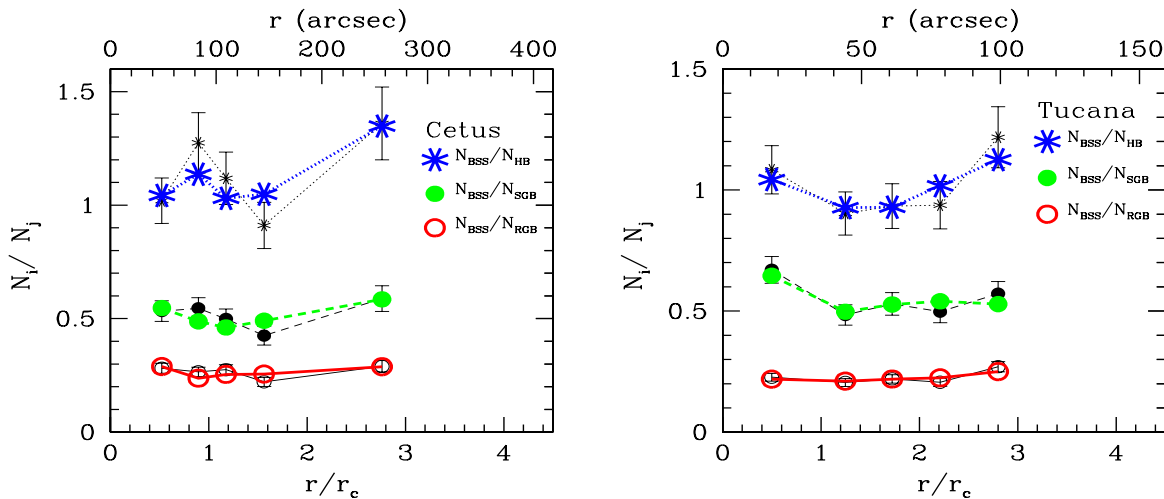 r (arcsec)
0 100 200 300 400
1.5
1
0.5
0
Cetus
N_BSS/N_HB
N_BSS/N_SGB
N_BSS/N_RGB
N_i/ N_j
0 1 2 3 4
r/r_c
r (arcsec)
0 50 100 150
1.5
1
0.5
0
Tucana
N_BSS/N_HB
N_BSS/N_SGB
N_BSS/N_RGB
N_i/ N_j
0 1 2 3 4
r/r_c